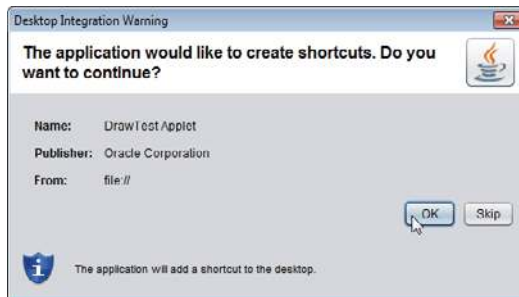 Desktop Integration Warning
The application would like to create shortcuts. Do you
want to continue?
Name: DrawTest Applet
Publisher: Oracle Corporation
From: file://
OK Skip
The application will add a shortcut to the desktop.